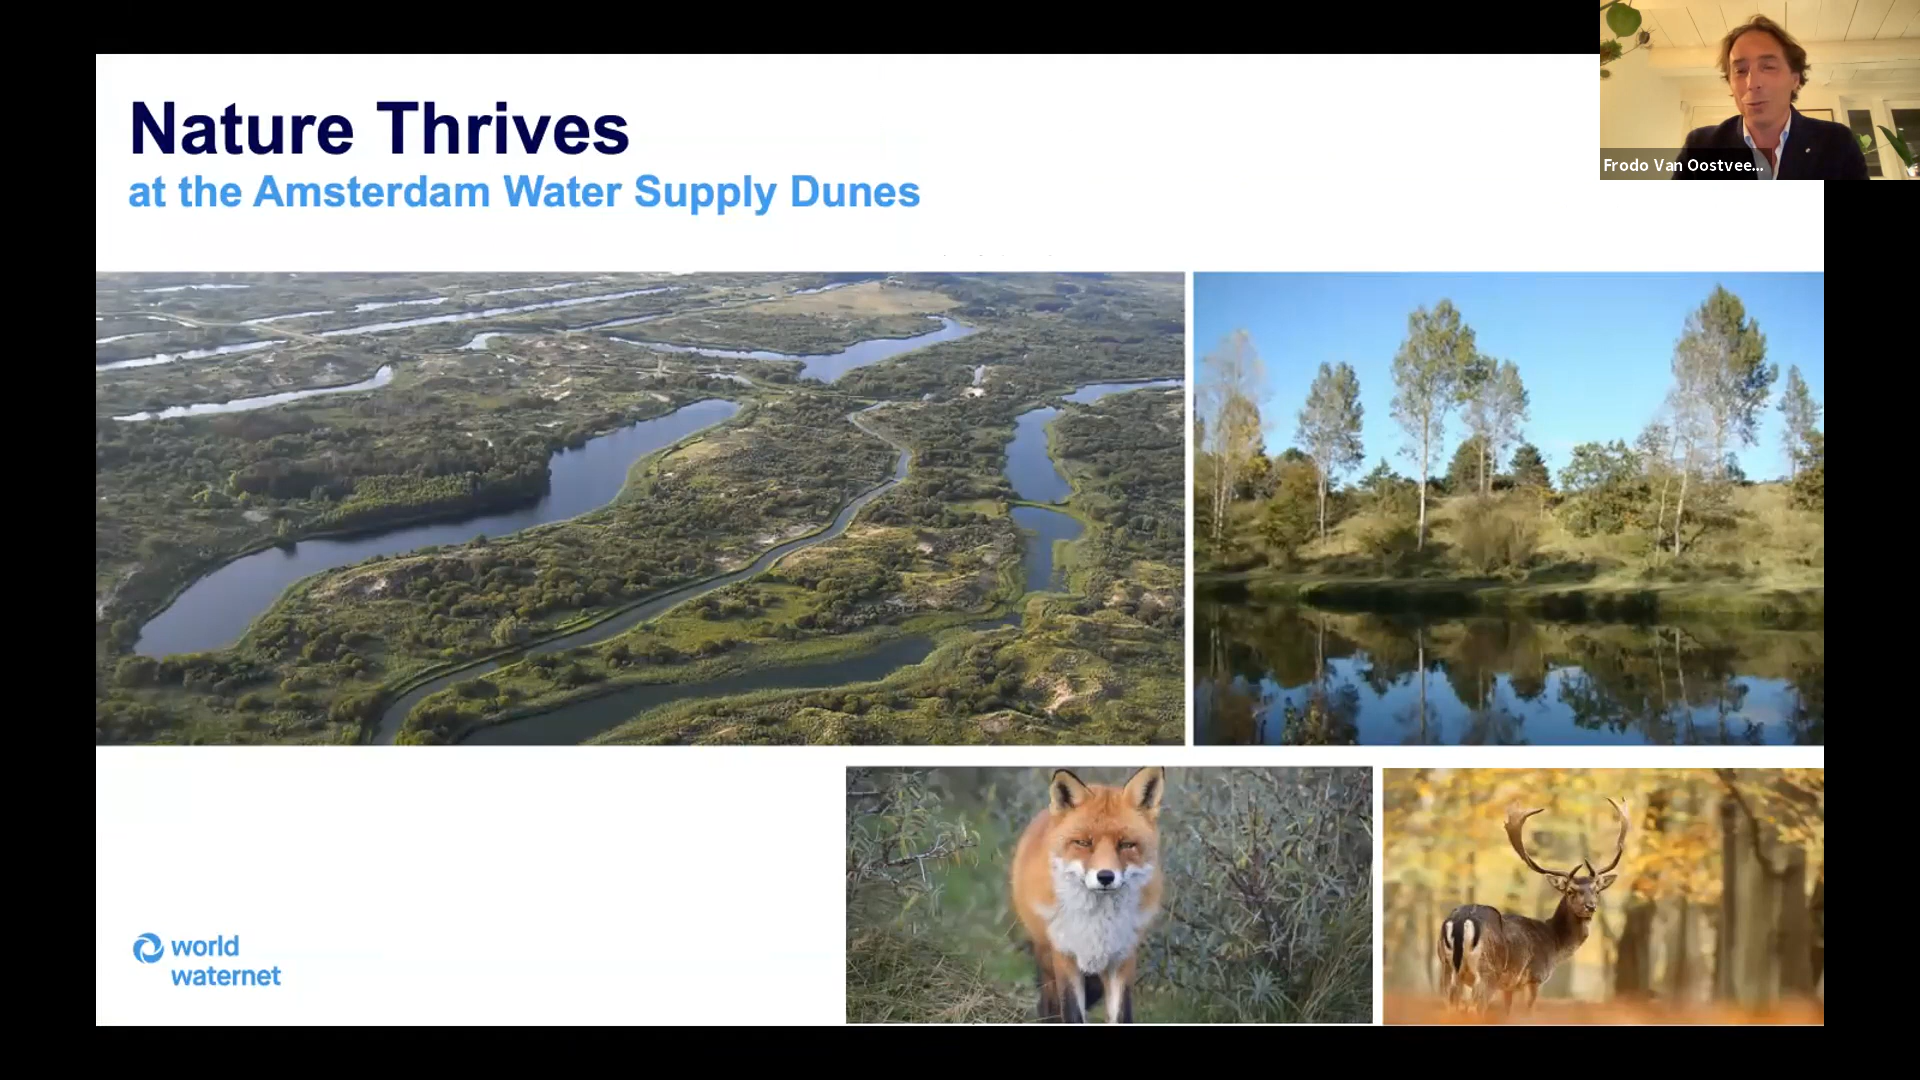 Nature Thrives
at the Amsterdam Water Supply Dunes
Frodo Van Oostvee...
world
waternet